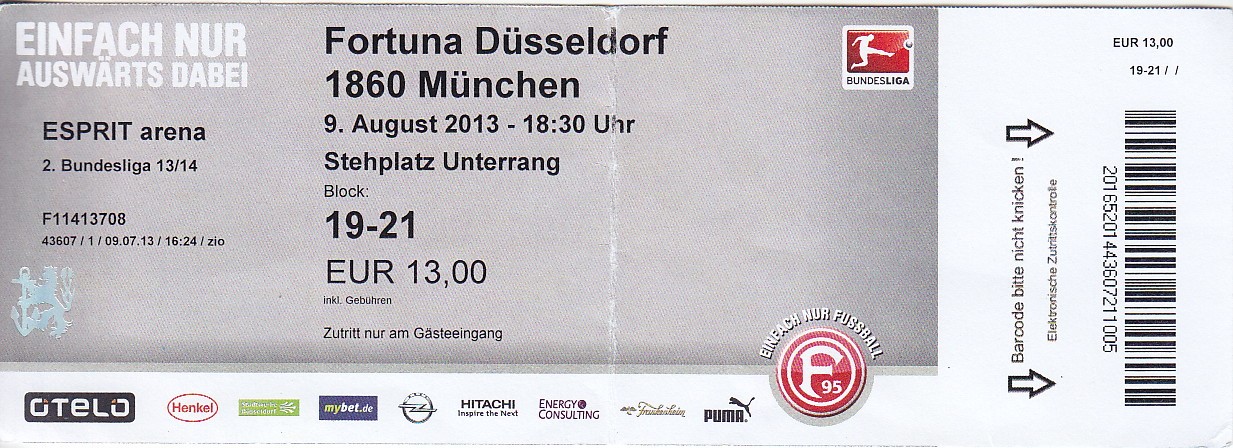 EINFACH NUR
AUSWÄRTS DABEI
ESPRIT arena
2. Bundesliga 13/14
F11413708
43607 / 1 / 09.07.13 / 16:24 / zio
Fortuna Düsseldorf
1860 München
9. August 2013 - 18:30 Uhr
Stehplatz Unterrang
Block:
19-21
EUR 13,00
inkl. Gebühren
Zutritt nur am Gästeeingang
BUNDESLIGA
EINFACH NUR FUSSBALL
F 95
OTELO
Henkel
Stadtwerke
Düsseldorf
mybet.de
HITACHI
Inspire the Next
ENERGY
CONSULTING
Frankenheim
PUMA
EUR 13,00
19-21 / /
Barcode bitte nicht knicken !
Elektronische Zutrittskontrolle
20165201443607211005